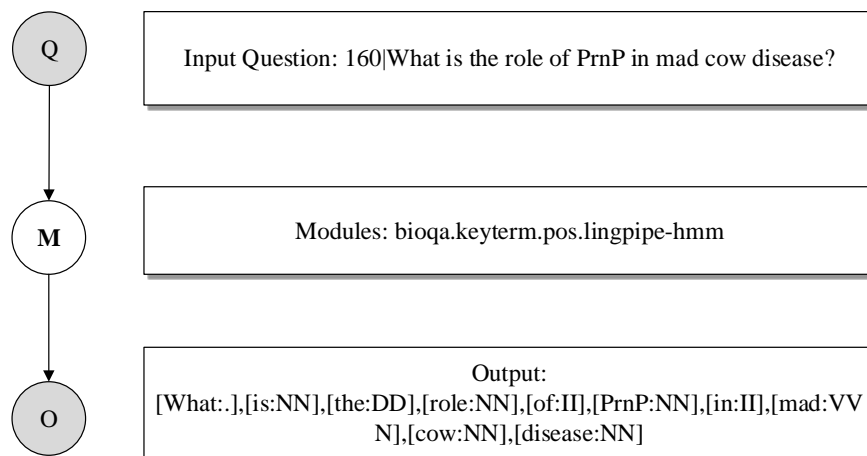 Q
Input Question: 160|What is the role of PrnP in mad cow disease?
M
Modules: bioqa.keyterm.pos.lingpipe-hmm
O
Output:
[What:.],[is:NN],[the:DD],[role:NN],[of:II],[PrnP:NN],[in:II],[mad:VV
N],[cow:NN],[disease:NN]